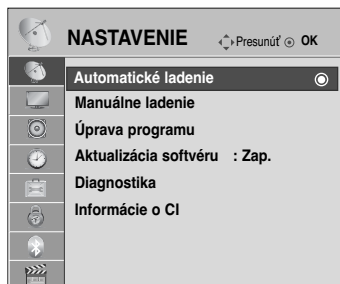 NASTAVENIE Presunúť OK
Automatické ladenie
Manuálne ladenie
Úprava programu
Aktualizácia softvéru : Zap.
Diagnostika
Informácie o CI